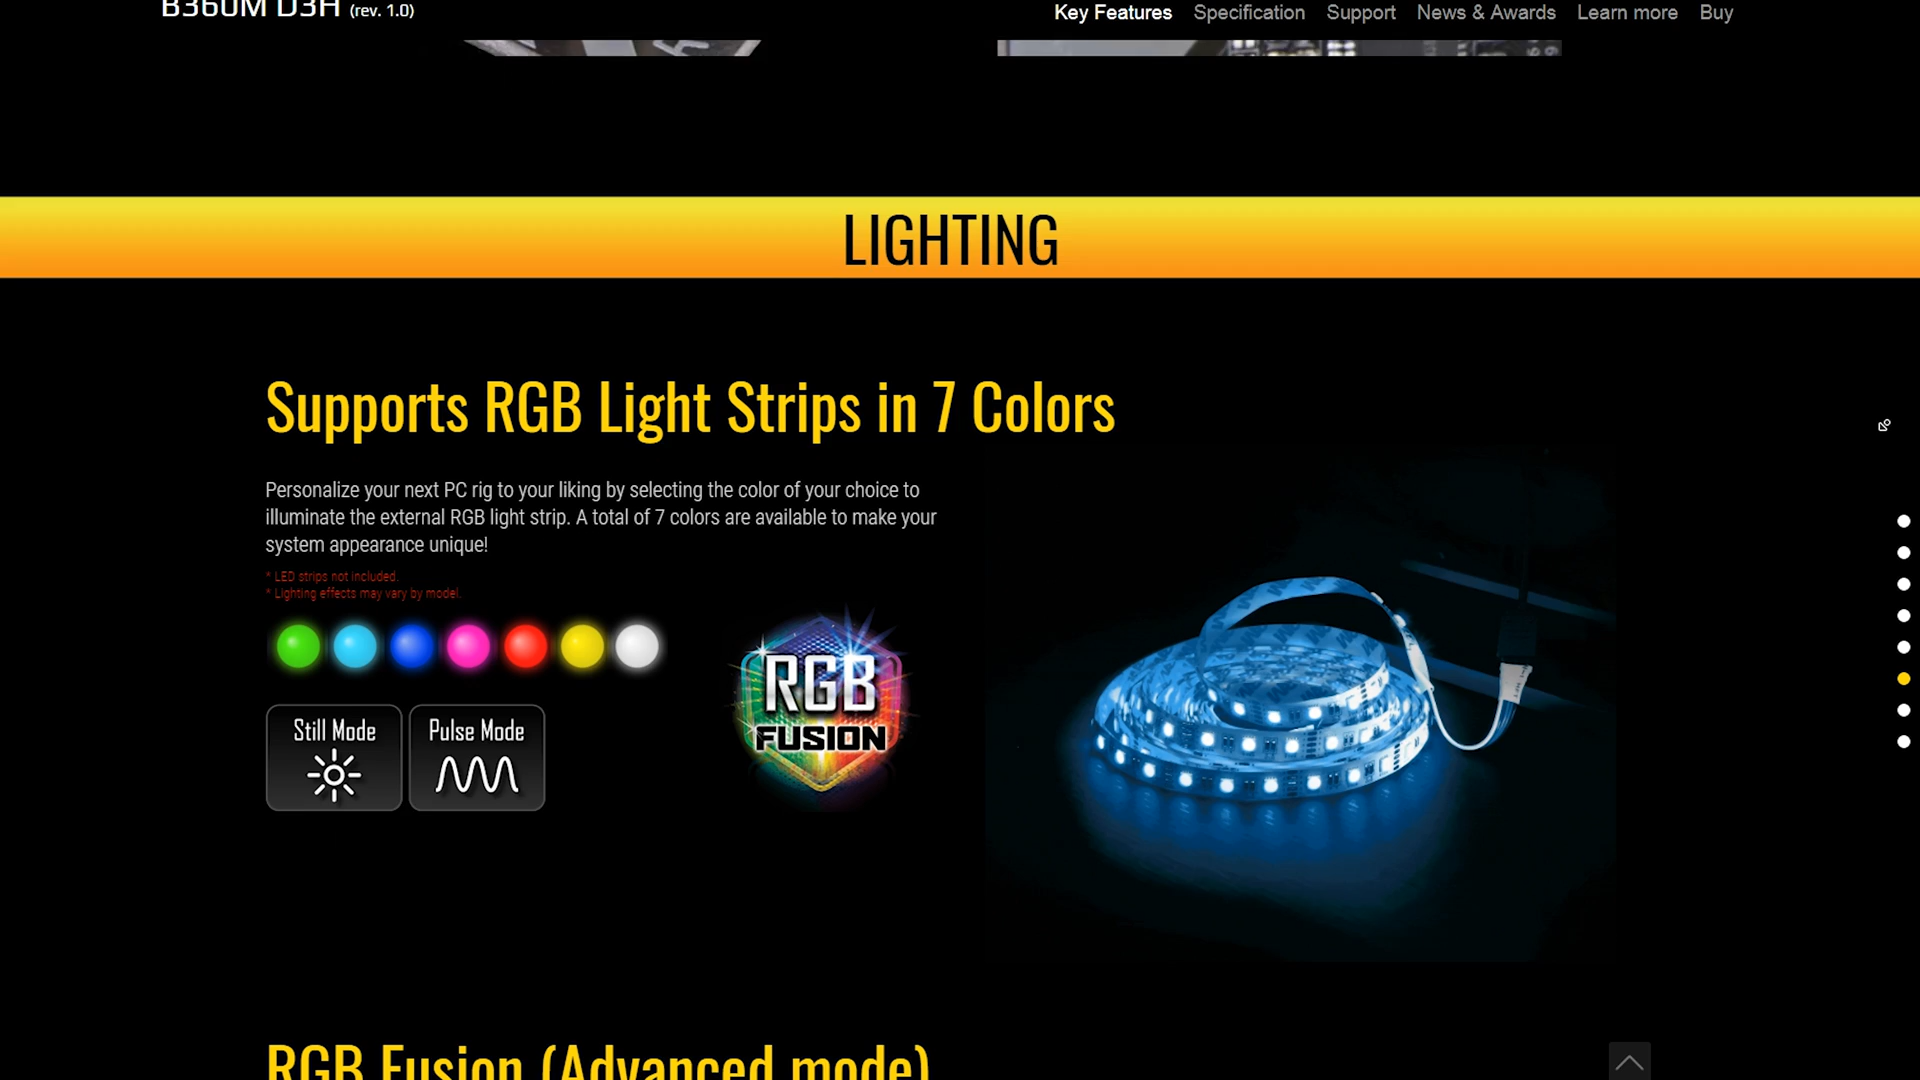 B360M D3H (rev. 1.0)
Key Features Specification Support News & Awards Learn more Buy
LIGHTING
Supports RGB Light Strips in 7 Colors
Personalize your next PC rig to your liking by selecting the color of your choice to
illuminate the external RGB light strip. A total of 7 colors are available to make your
system appearance unique!
* LED strips not included.
* Lighting effects may vary by model.
Still Mode
Pulse Mode
RGB
FUSION
RGB Fusion (Advanced mode)